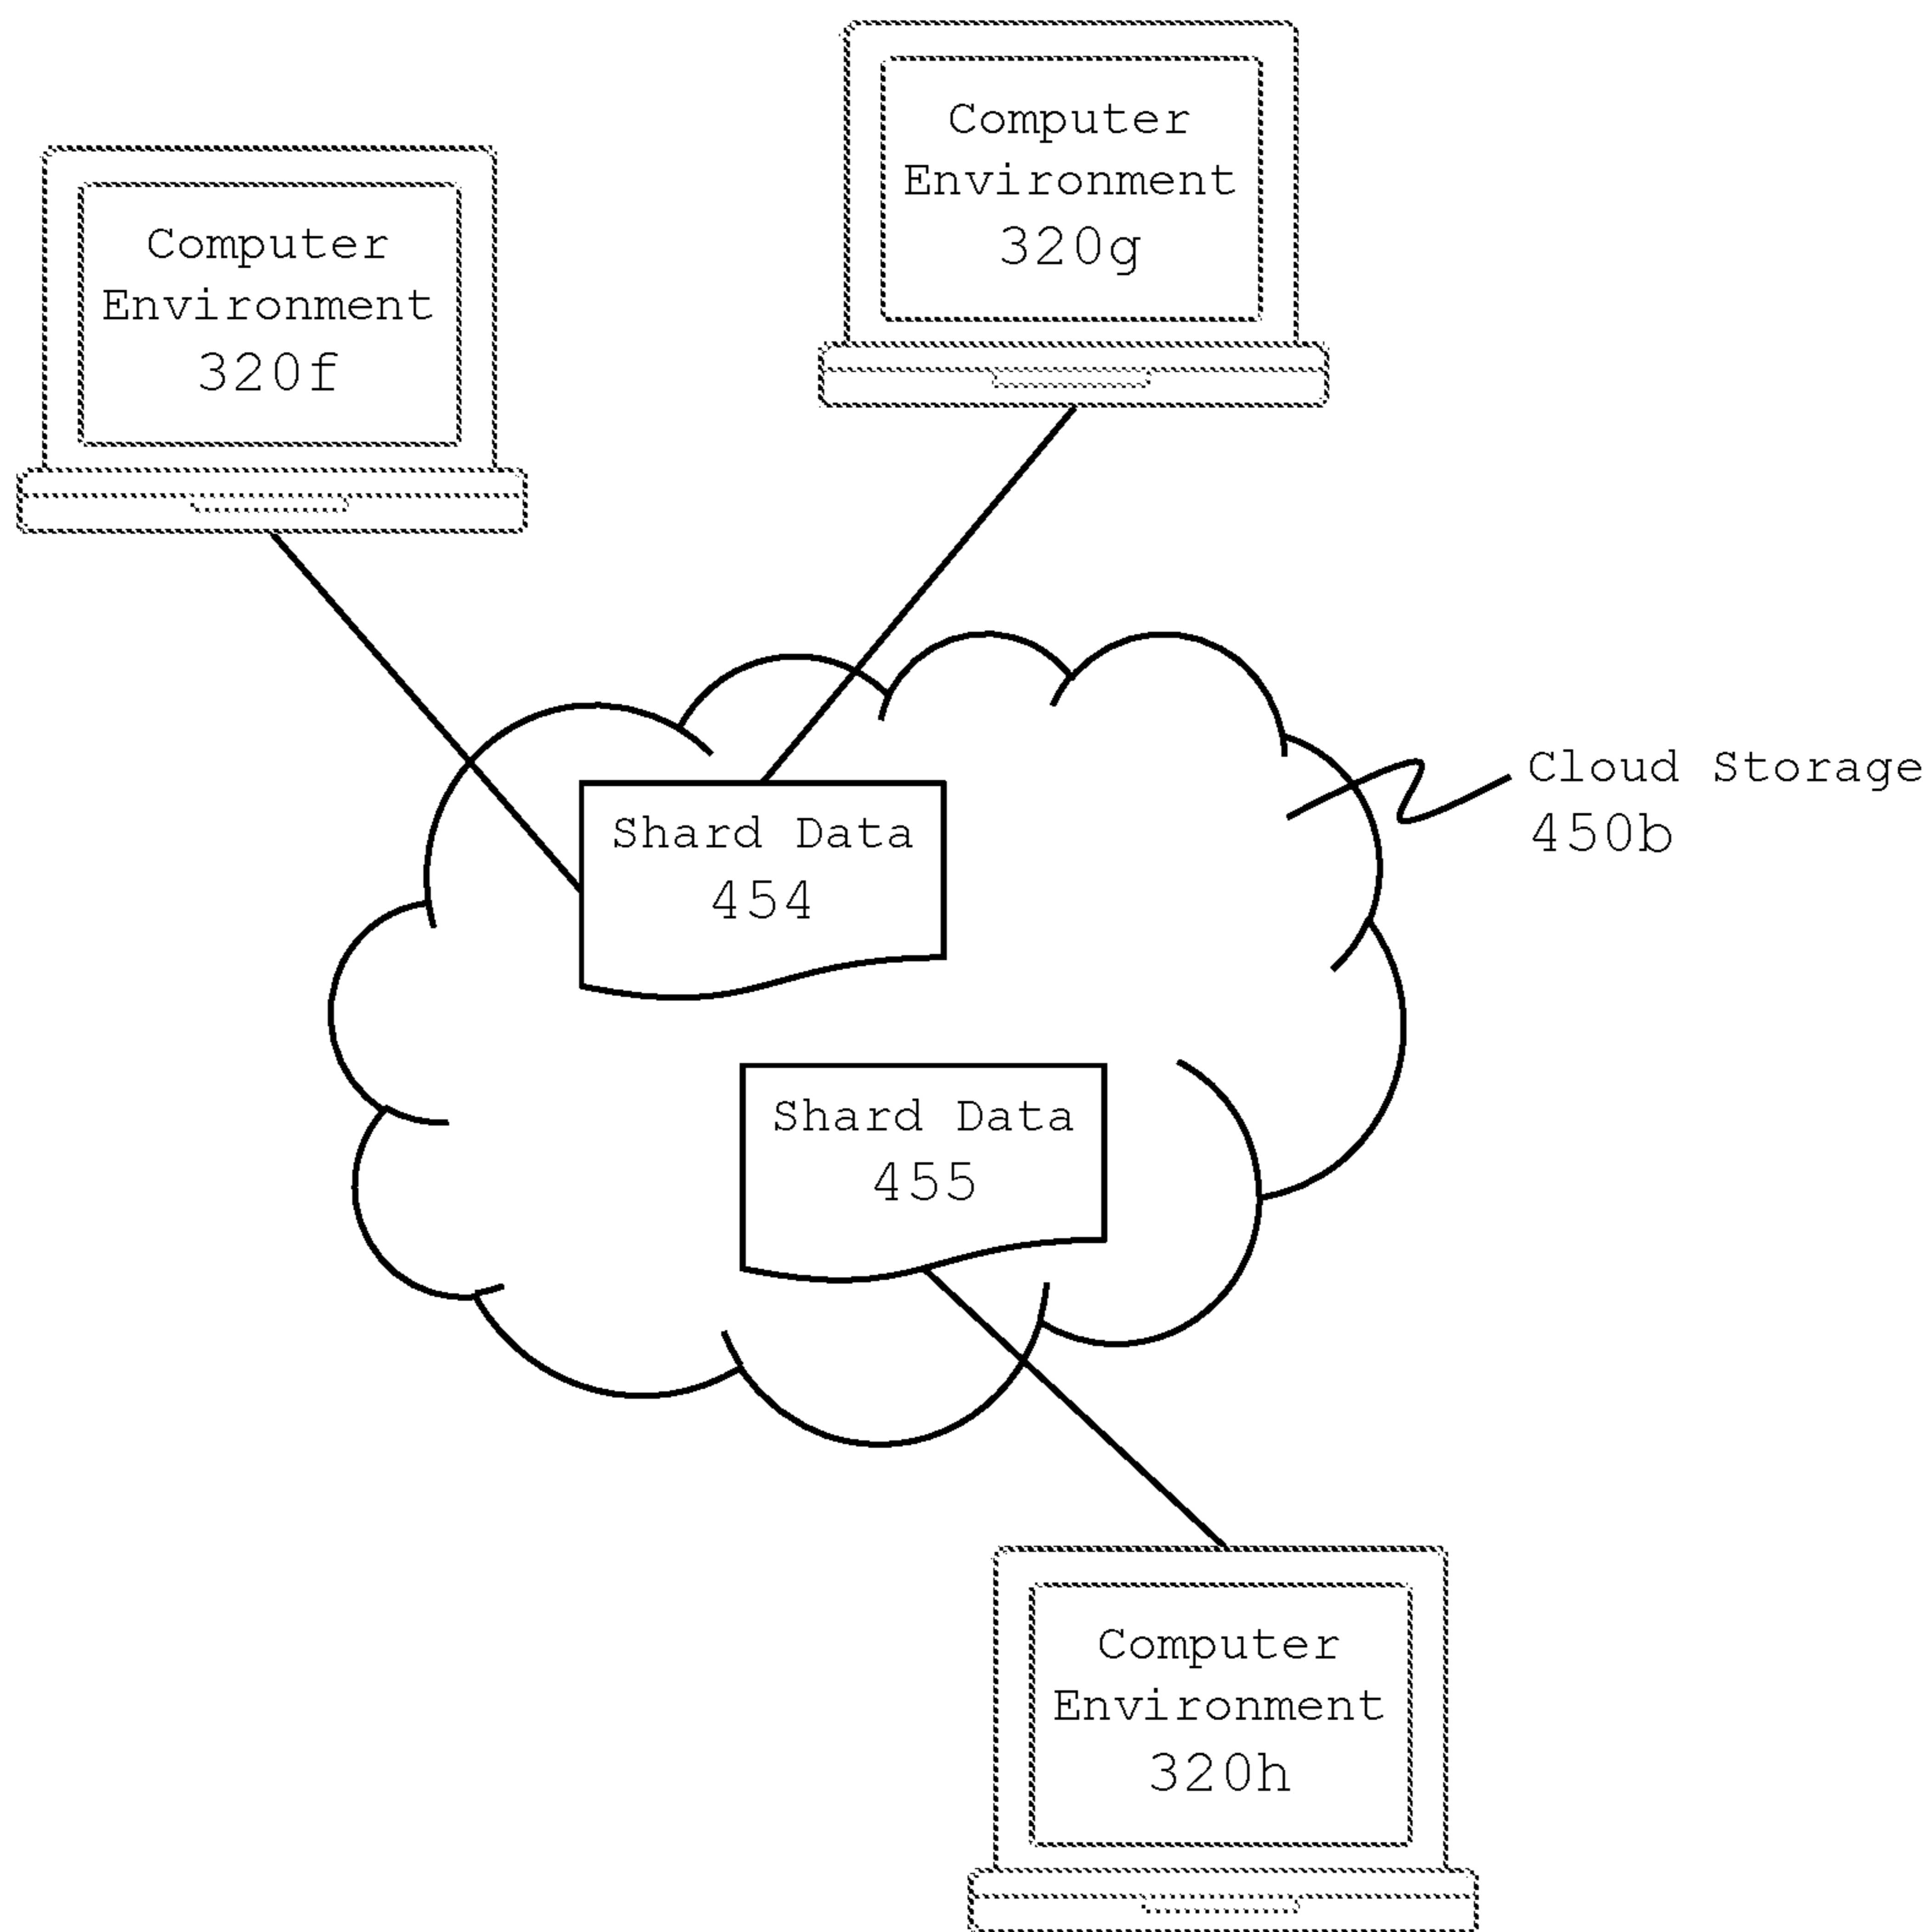 Computer
Environment
320g
Computer
Environment
320f
Cloud Storage
450b
Shard Data
454
Shard Data
455
Computer
Environment
320h